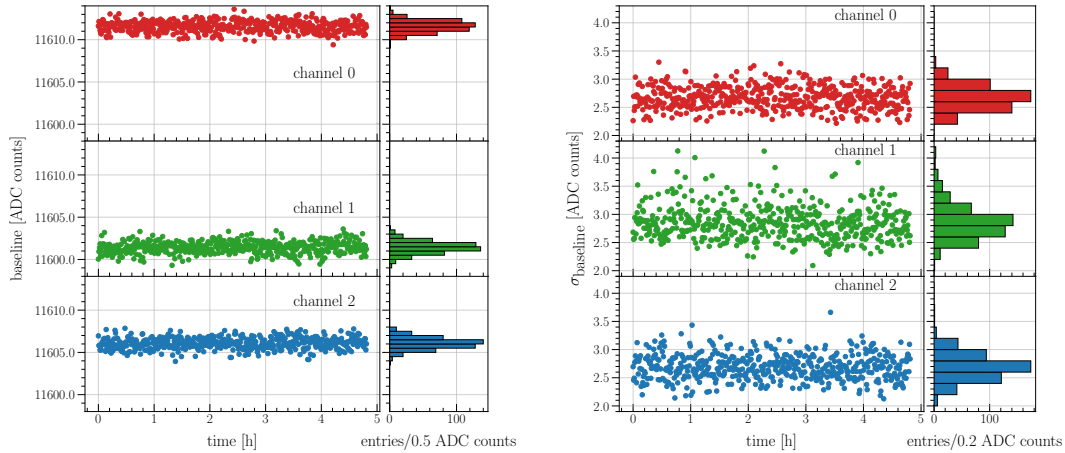 baseline [ADC counts]
11610.0
11605.0
11600.0
channel 0
11610.0
11605.0
11600.0
channel 1
11610.0
11605.0
11600.0
channel 2
0 1 2 3 4 5
time [h]
0 100
entries/0.5 ADC counts
σbaseline [ADC counts]
4.0
3.5
3.0
2.5
2.0
channel 0
4.0
3.5
3.0
2.5
2.0
channel 1
4.0
3.5
3.0
2.5
2.0
channel 2
0 1 2 3 4 5
time [h]
0 100
entries/0.2 ADC counts